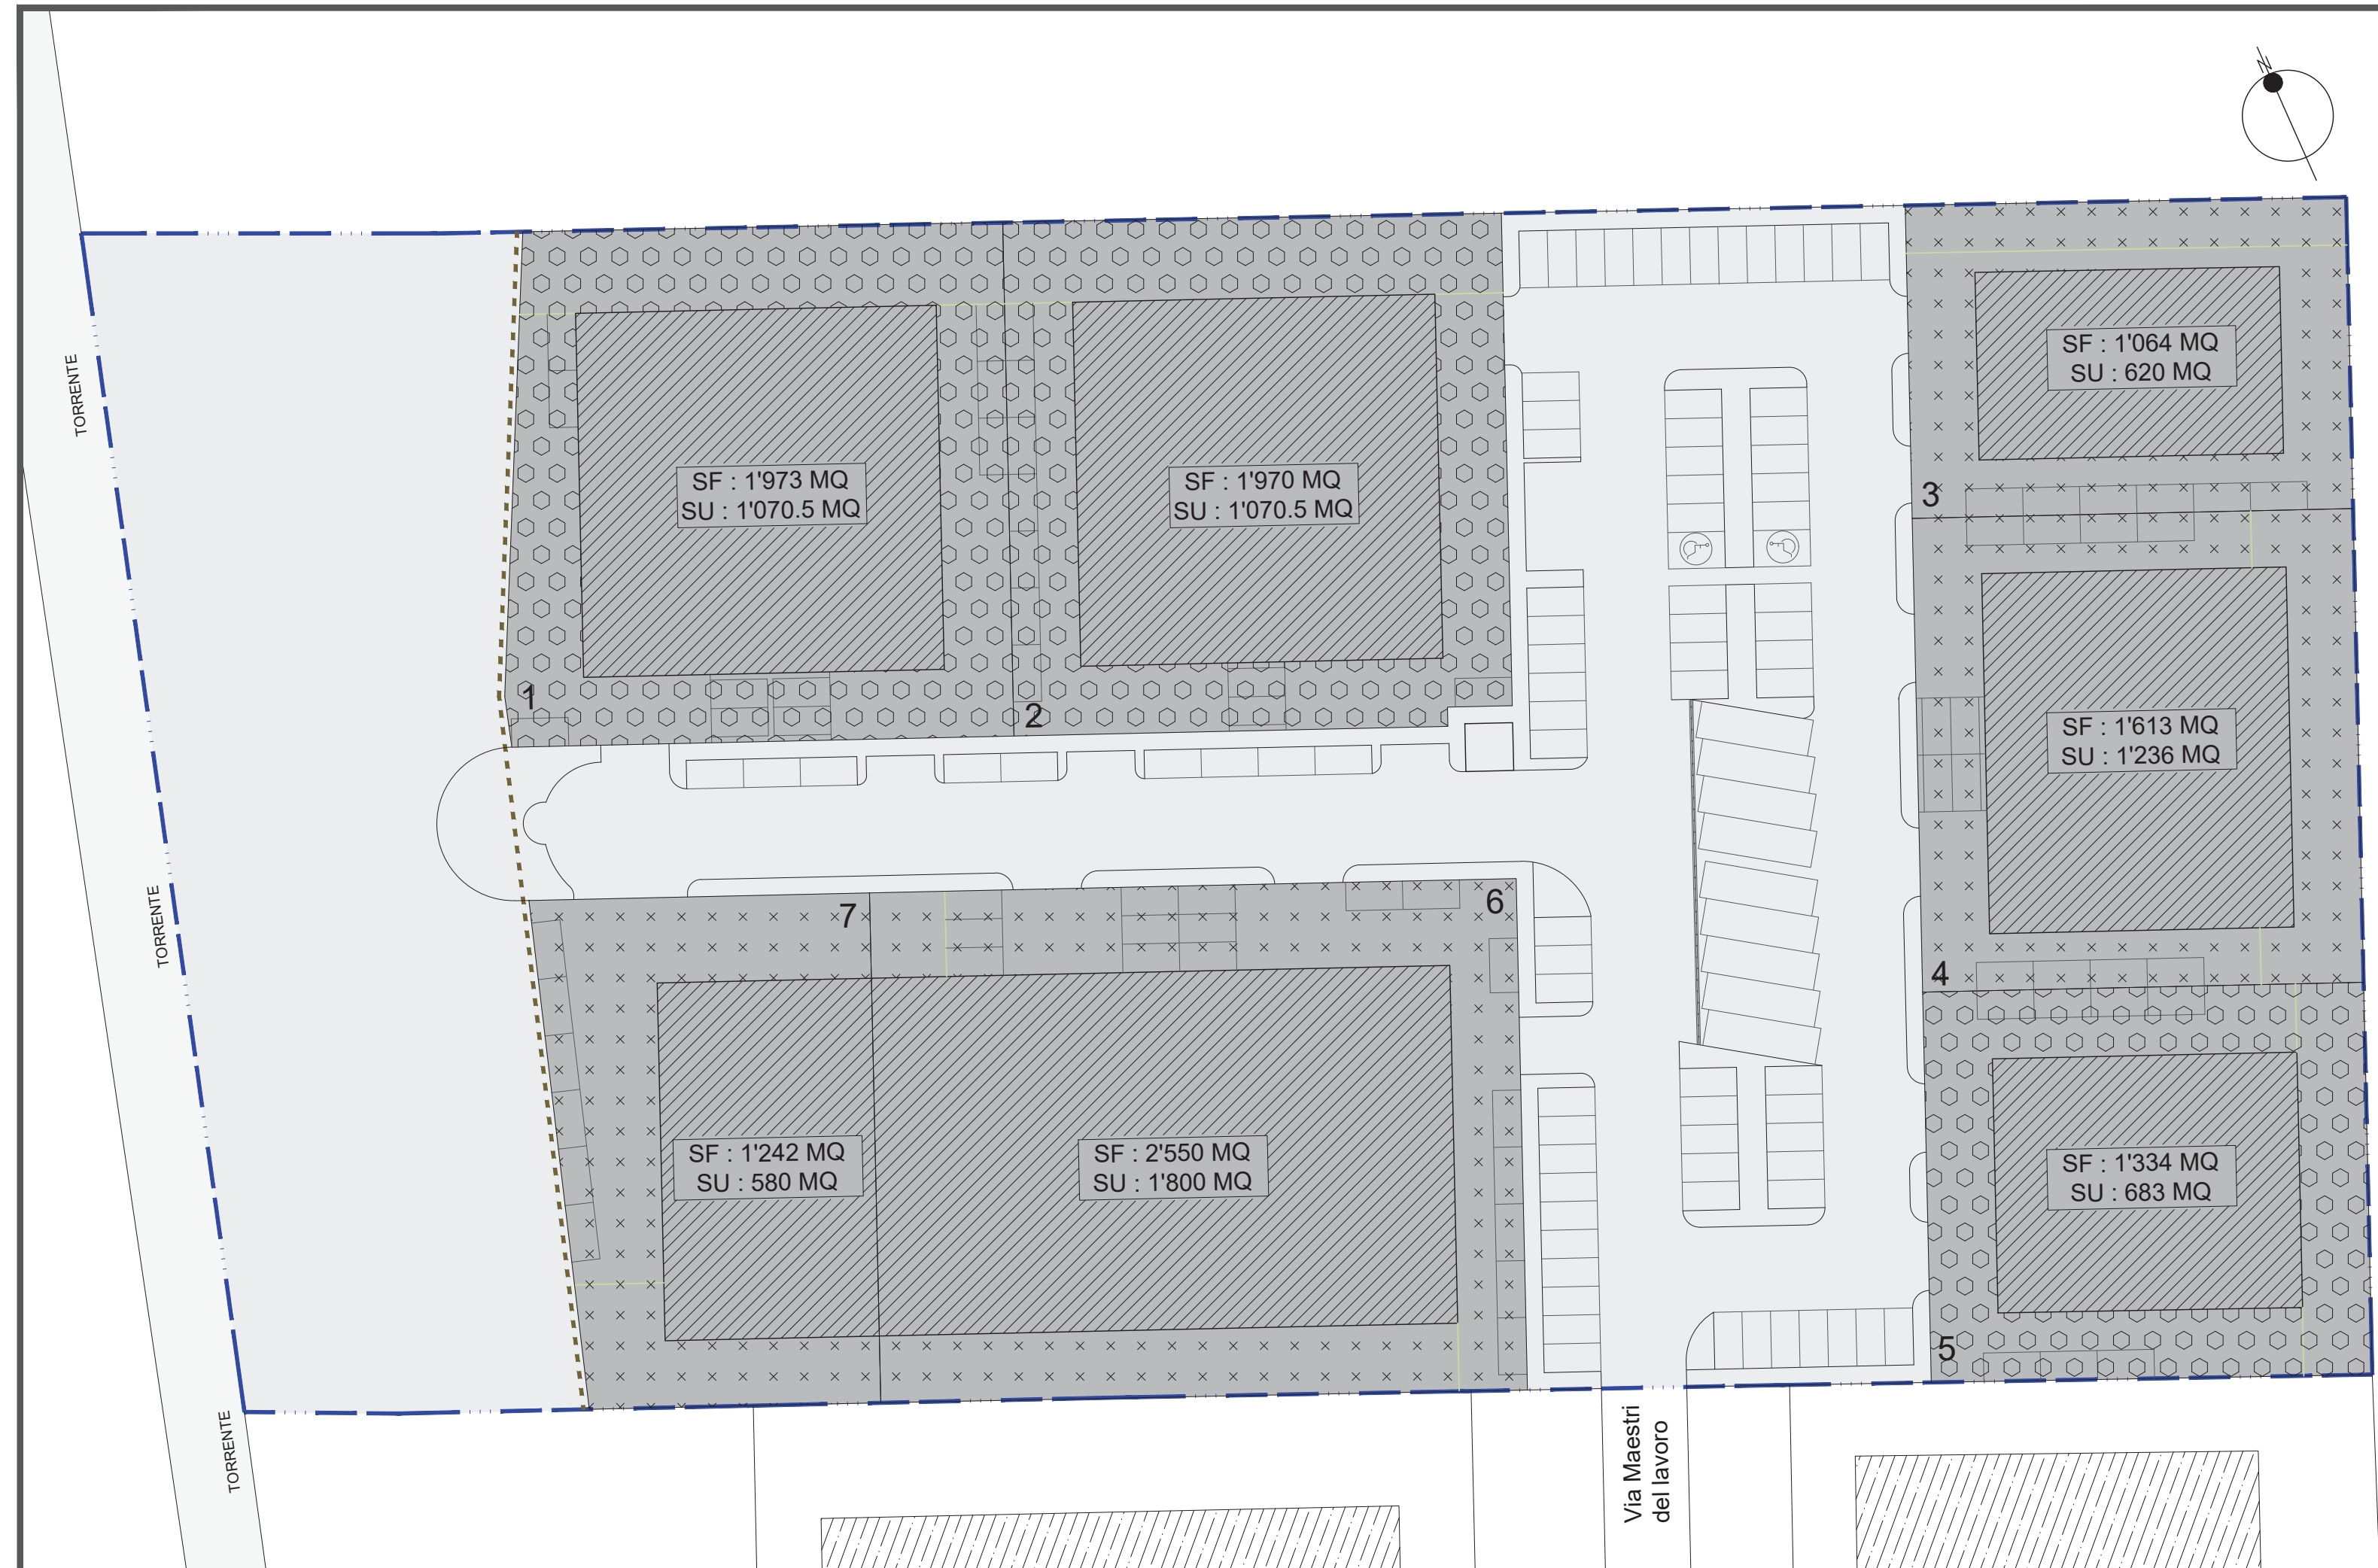 N
TORRENTE
SF : 1'064 MQ
SU : 620 MQ
SF : 1'973 MQ
SU : 1'070.5 MQ
SF : 1'970 MQ
SU : 1'070.5 MQ
3
1
2
SF : 1'613 MQ
SU : 1'236 MQ
TORRENTE
7
6
4
SF : 1'242 MQ
SU : 580 MQ
SF : 2'550 MQ
SU : 1'800 MQ
SF : 1'334 MQ
SU : 683 MQ
5
TORRENTE
Via Maestri
del lavoro